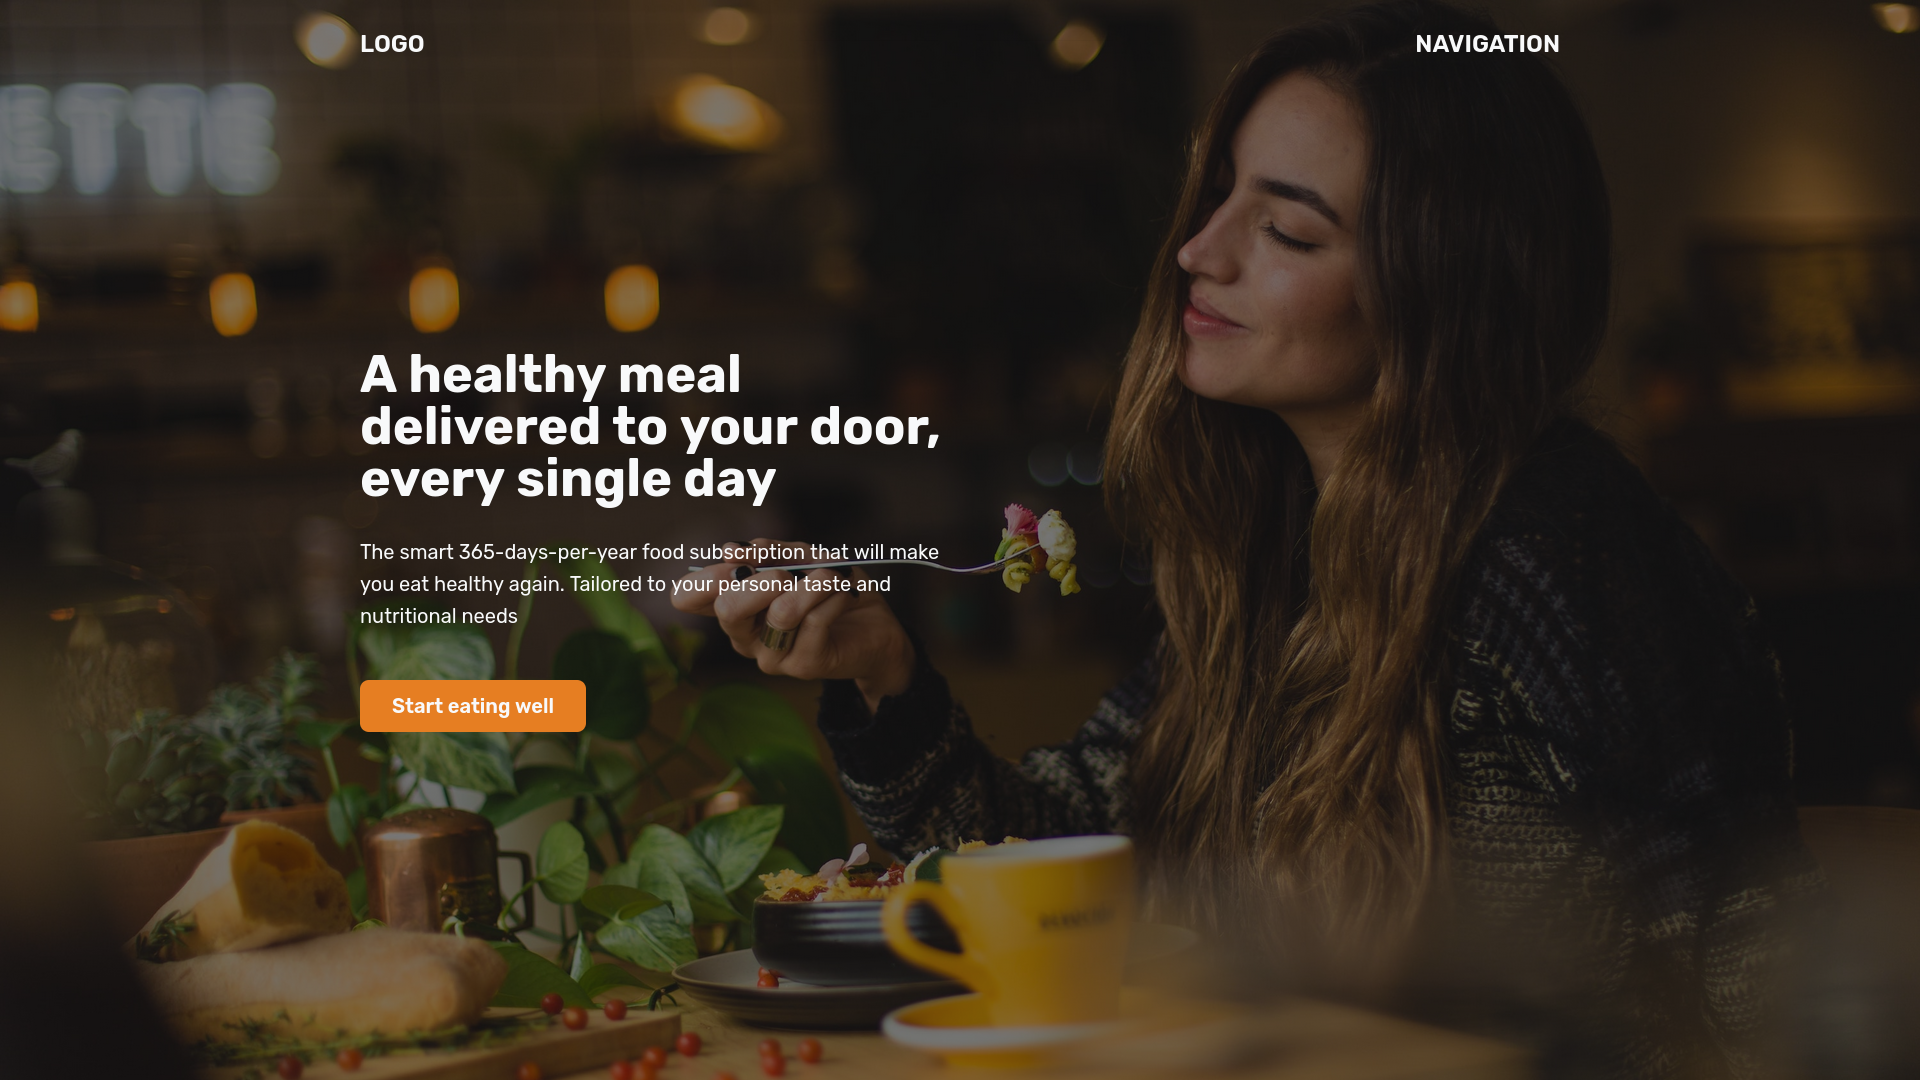 LOGO
NAVIGATION
ETTE
A healthy meal
delivered to your door,
every single day
The smart 365-days-per-year food subscription that will make
you eat healthy again. Tailored to your personal taste and
nutritional needs
Start eating well